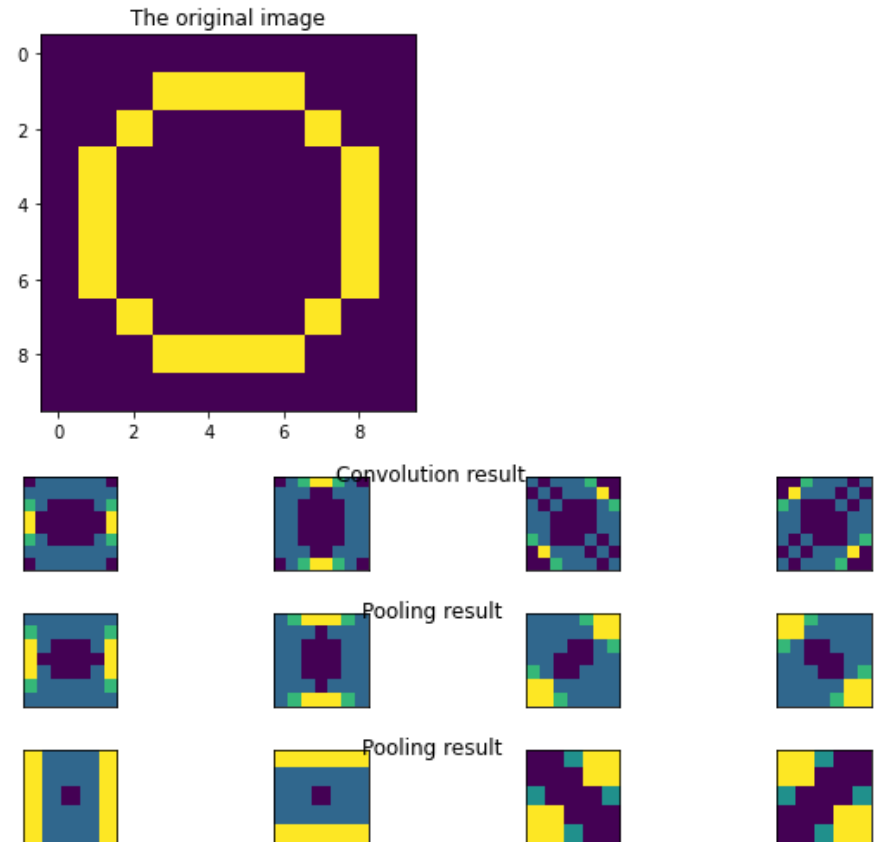 The original image
0
2
4
6
8
0 2 4 6 8
Convolution result
Pooling result
Pooling result